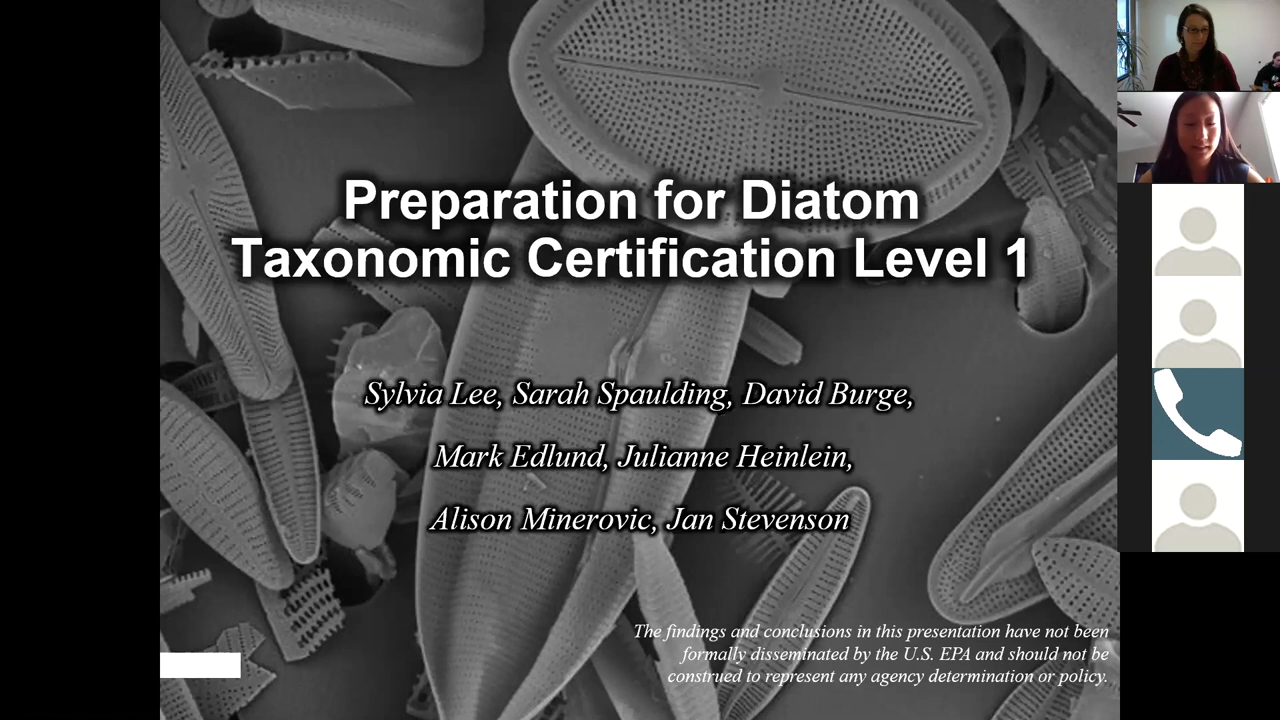 Preparation for Diatom
Taxonomic Certification Level 1
Sylvia Lee, Sarah Spaulding, David Burge,
Mark Edlund, Julianne Heinlein,
Alison Minerovic, Jan Stevenson
The findings and conclusions in this presentation have not been
formally disseminated by the U.S. EPA and should not be
construed to represent any agency determination or policy.